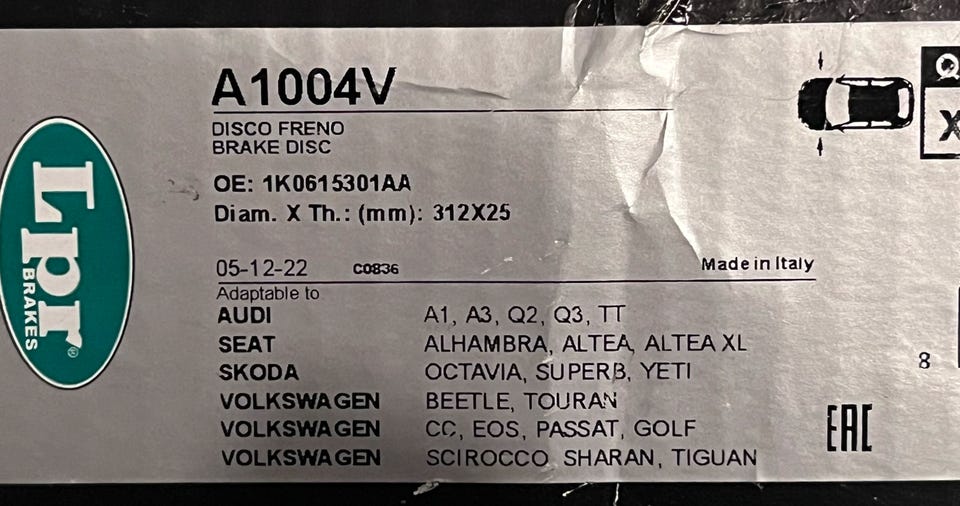 A1004V
DISCO FRENO
BRAKE DISC
OE: 1K0615301AA
Diam. X Th.: (mm): 312X25
05-12-22 C0836 Made in Italy
Adaptable to
AUDI A1, A3, Q2, Q3, TT
SEAT ALHAMBRA, ALTEA, ALTEA XL
SKODA OCTAVIA, SUPERB, YETI
VOLKSWAGEN BEETLE, TOURAN
VOLKSWAGEN CC, EOS, PASSAT, GOLF
VOLKSWAGEN SCIROCCO, SHARAN, TIGUAN
Lpr®
BRAKES
Q
X
8
EAC